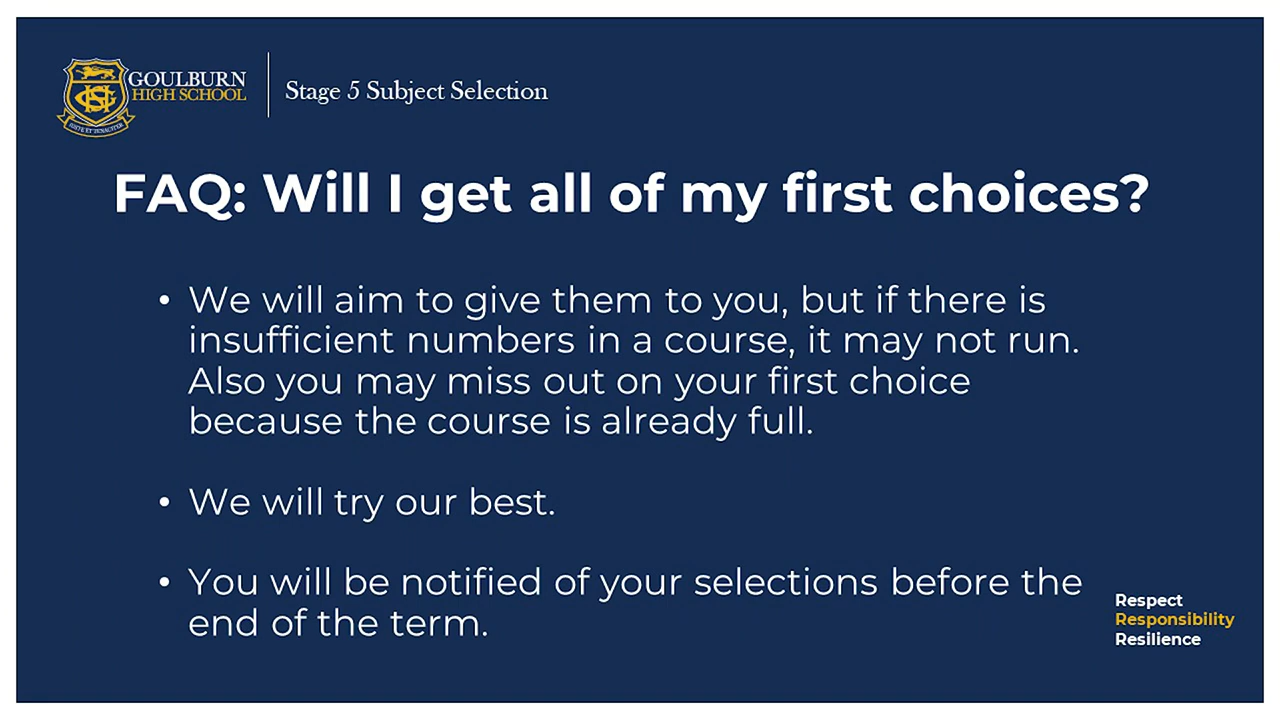 GOULBURN
HIGH SCHOOL
Stage 5 Subject Selection
FAQ: Will I get all of my first choices?
• We will aim to give them to you, but if there is
insufficient numbers in a course, it may not run.
Also you may miss out on your first choice
because the course is already full.
• We will try our best.
• You will be notified of your selections before the
end of the term.
Respect
Responsibility
Resilience